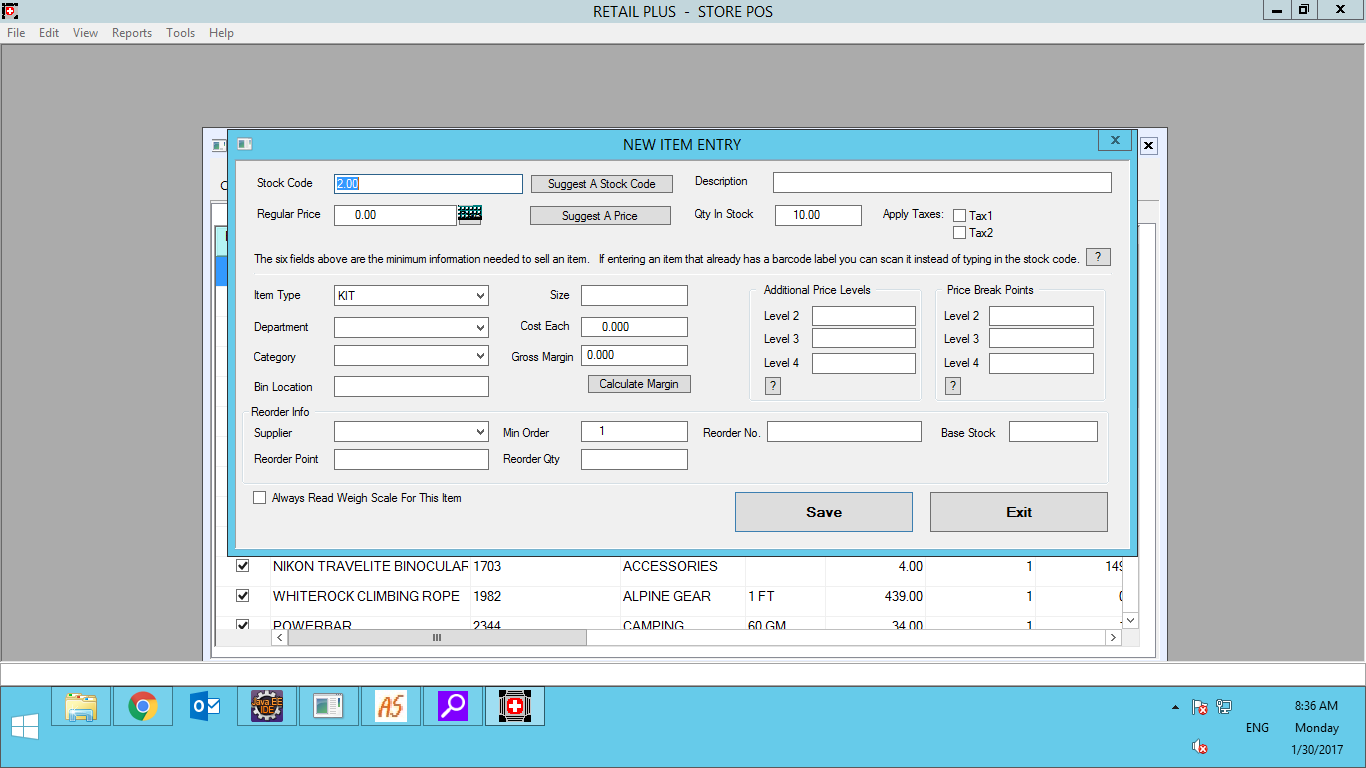 RETAIL PLUS - STORE POS
File Edit View Reports Tools Help
NEW ITEM ENTRY
Stock Code 2.00 Suggest A Stock Code Description
Regular Price 0.00 Suggest A Price Qty In Stock 10.00 Apply Taxes: Tax1
Tax2
The six fields above are the minimum information needed to sell an item. If entering an item that already has a barcode label you can scan it instead of typing in the stock code. ?
Item Type KIT Size Additional Price Levels Price Break Points
Level 2 Level 2
Department Cost Each 0.000
Level 3 Level 3
Category Gross Margin 0.000
Level 4 Level 4
Bin Location Calculate Margin ? ?
Reorder Info
Supplier Min Order 1 Reorder No. Base Stock
Reorder Point Reorder Qty
Always Read Weigh Scale For This Item
Save Exit
NIKON TRAVELITE BINOCULAR 1703 ACCESSORIES 4.00 1 149
WHITEROCK CLIMBING ROPE 1982 ALPINE GEAR 1 FT 439.00 1
POWERBAR 2344 CAMPING 60 GM 34.00 1
Java EE
IDE
AS
8:36 AM
ENG Monday
1/30/2017